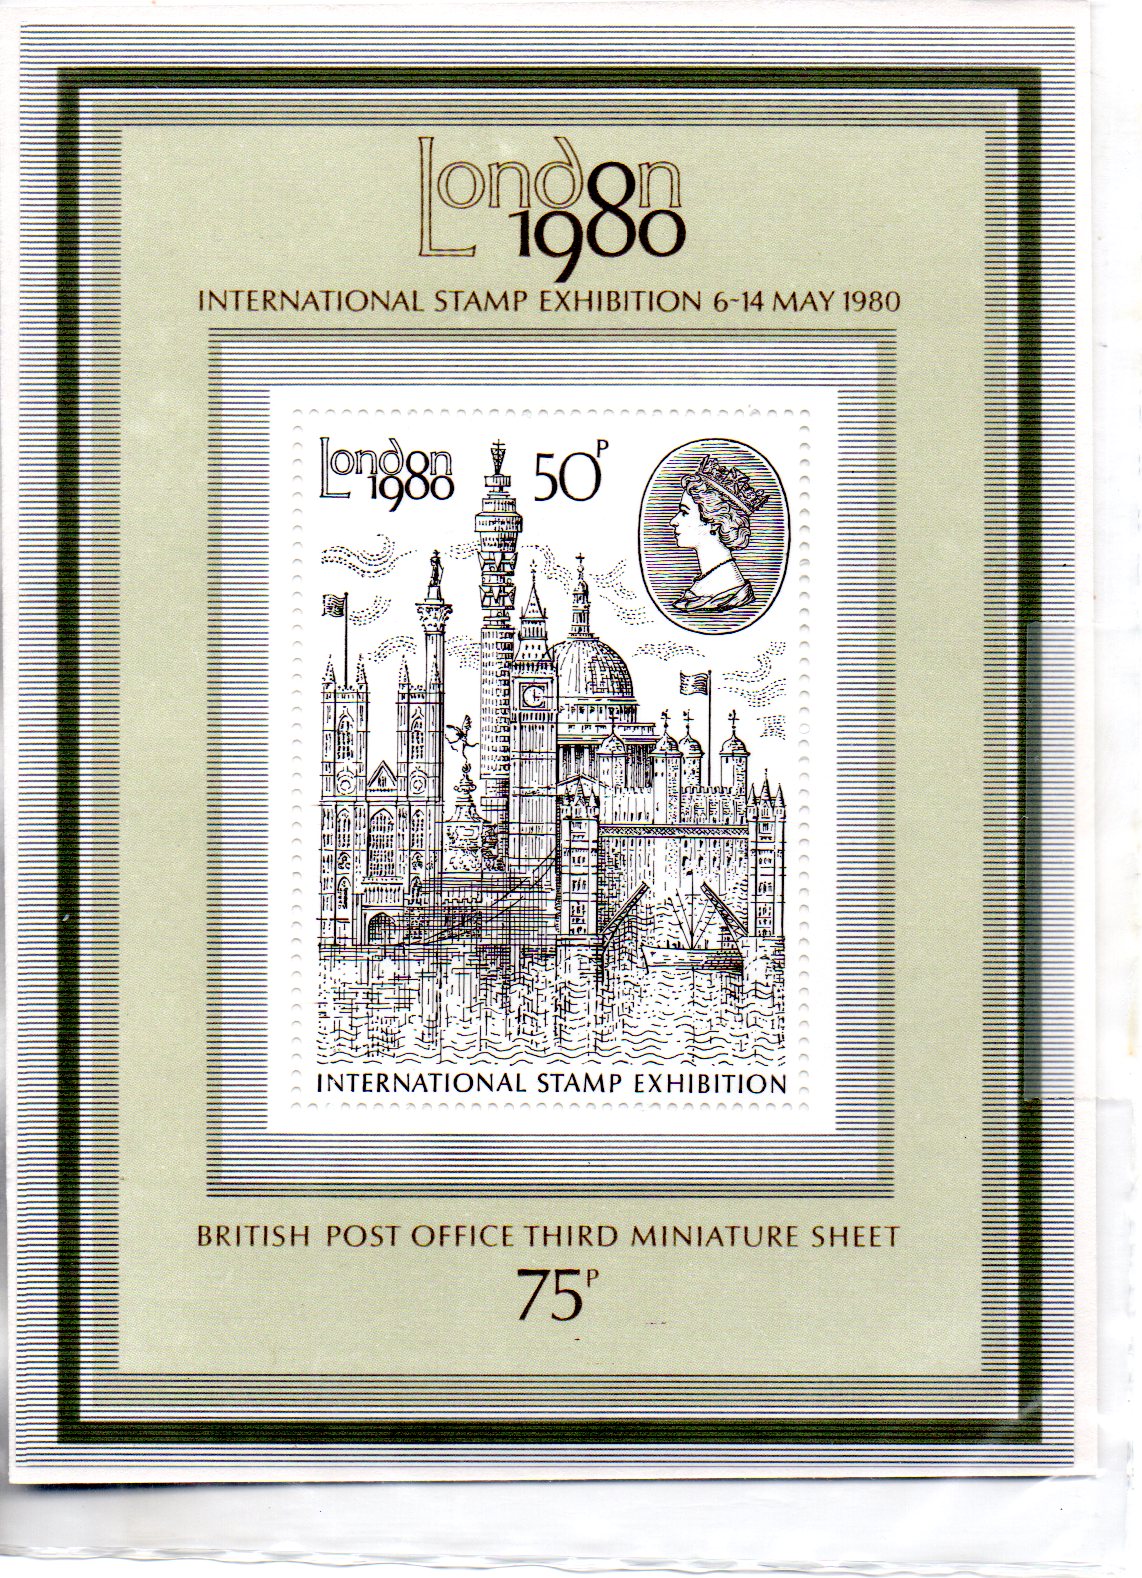 London
1980
INTERNATIONAL STAMP EXHIBITION 6-14 MAY 1980
London
1980
50P
INTERNATIONAL STAMP EXHIBITION
BRITISH POST OFFICE THIRD MINIATURE SHEET
75P